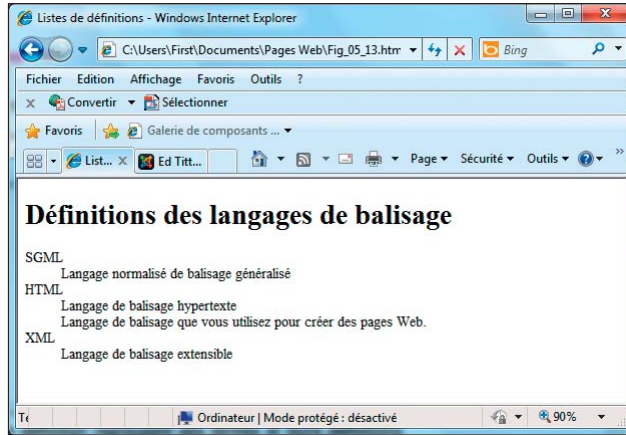 Listes de définitions - Windows Internet Explorer
C:\Users\First\Documents\Pages Web\Fig_05_13.htm Bing
Fichier Edition Affichage Favoris Outils ?
x Convertir Sélectionner
Favoris Galerie de composants ...
List... x Ed Titt... Page Sécurité Outils »
Définitions des langages de balisage
SGML
Langage normalisé de balisage généralisé
HTML
Langage de balisage hypertexte
Langage de balisage que vous utilisez pour créer des pages Web.
XML
Langage de balisage extensible
Ordinateur | Mode protégé : désactivé 90%